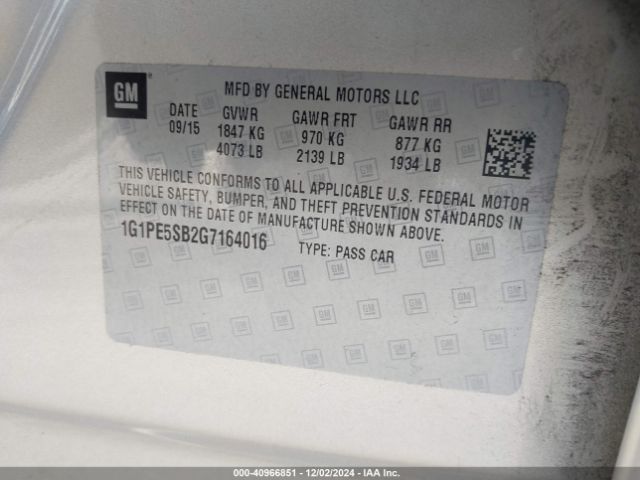 GM
MFD BY GENERAL MOTORS LLC
DATE GVWR GAWR FRT GAWR RR
09/15 1847 KG 970 KG 877 KG
4073 LB 2139 LB 1934 LB
THIS VEHICLE CONFORMS TO ALL APPLICABLE U.S. FEDERAL MOTOR
VEHICLE SAFETY, BUMPER, AND THEFT PREVENTION STANDARDS IN
EFFECT ON THE DATE OF MANUFACTURE SHOWN ABOVE.
1G1PE5SB2G7164016 TYPE: PASS CAR
000-40966851 - 12/02/2024 - IAA Inc.